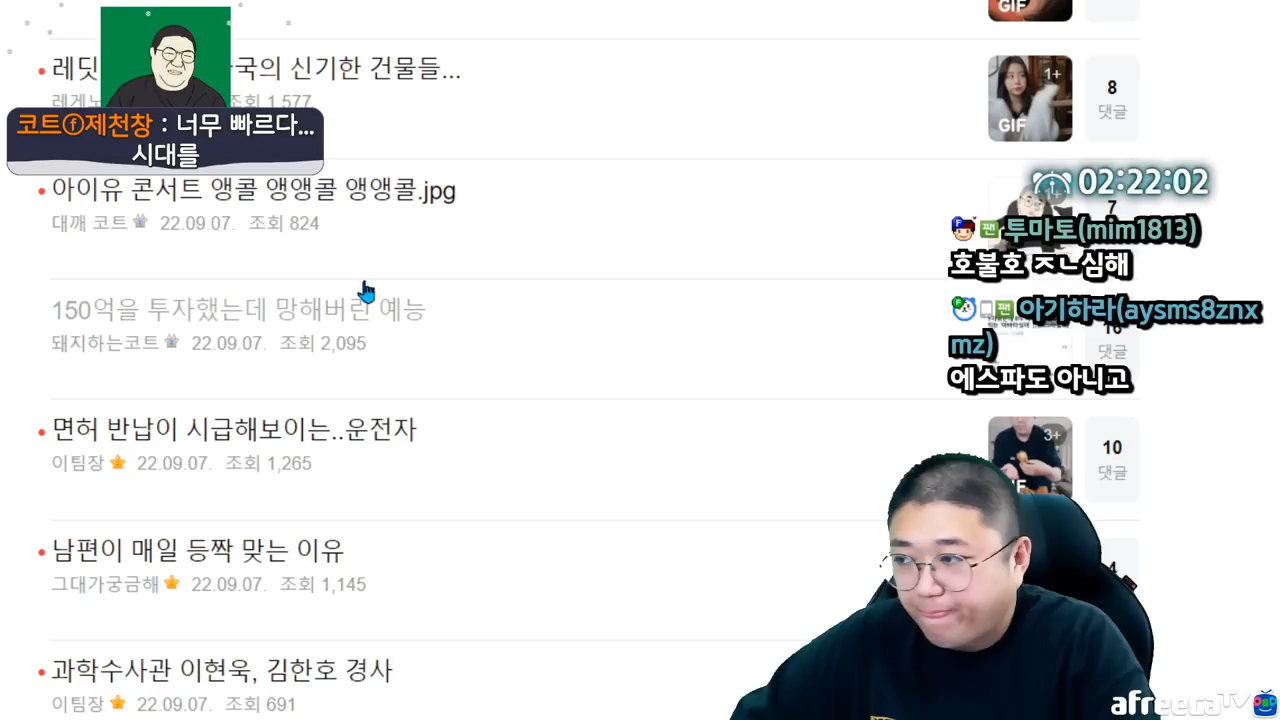 GIF
레딧
국의 신기한 건물들...
조회 1,577
1+
GIF
8
댓글
코트ⓕ제천창 : 너무 빠르다...
시대를
아이유 콘서트 앵콜 앵앵콜 앵앵콜.jpg
대깨 코트 22.09.07. 조회 824
7
02:22:02
팬 투마토(mim1813)
호불호 ㅈㄴ심해
팬 아기하라(aysms8znx
mz)
에스파도 아니고
150억을 투자했는데 망해버린 예능
돼지하는코트 22.09.07. 조회 2,095
16
댓글
면허 반납이 시급해보이는..운전자
이팀장 22.09.07. 조회 1,265
3+
10
댓글
남편이 매일 등짝 맞는 이유
그대가궁금해 22.09.07. 조회 1,145
4
과학수사관 이현욱, 김한호 경사
이팀장 22.09.07. 조회 691
afreecaTV